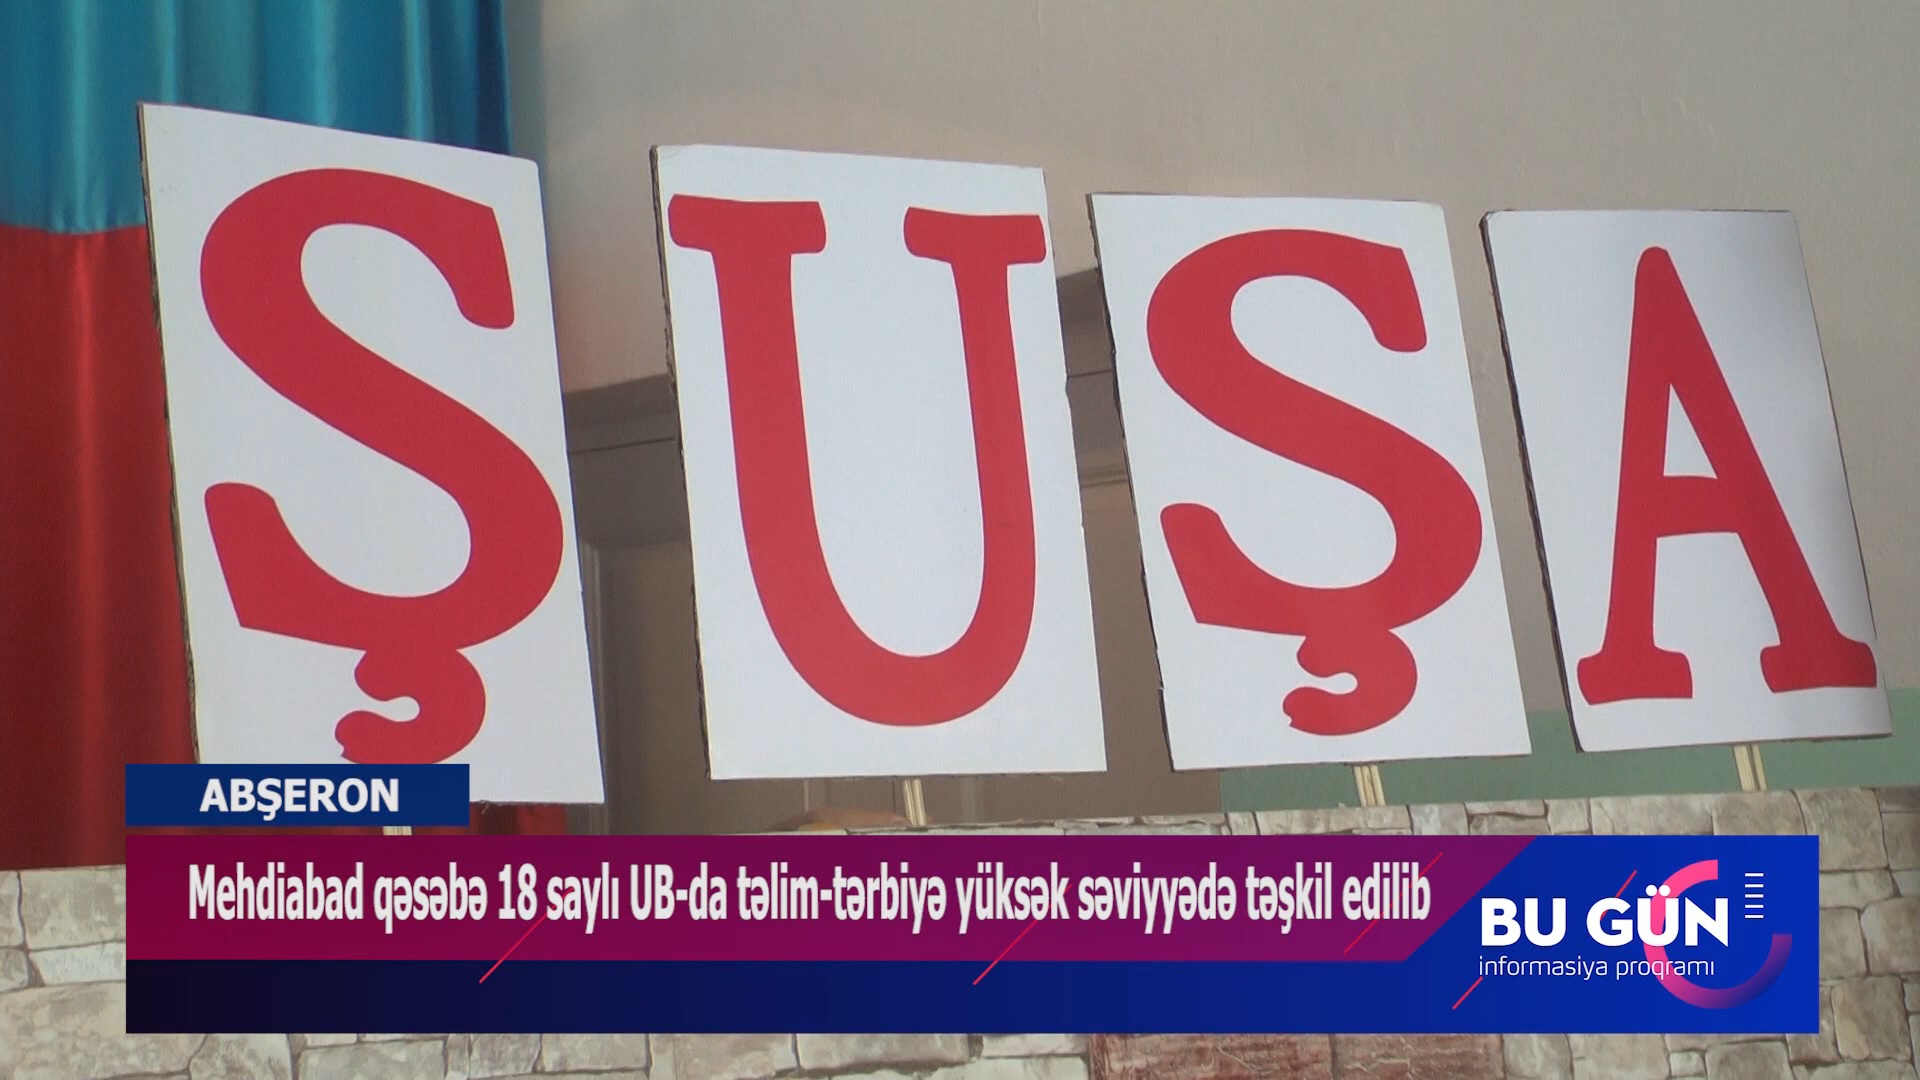 ŞUŞA
ABŞERON
Mehdiabad qəsəbə 18 saylı UB-da təlim-tərbiyə yüksək səviyyədə təşkil edilib
BU GÜN
informasiya proqramı